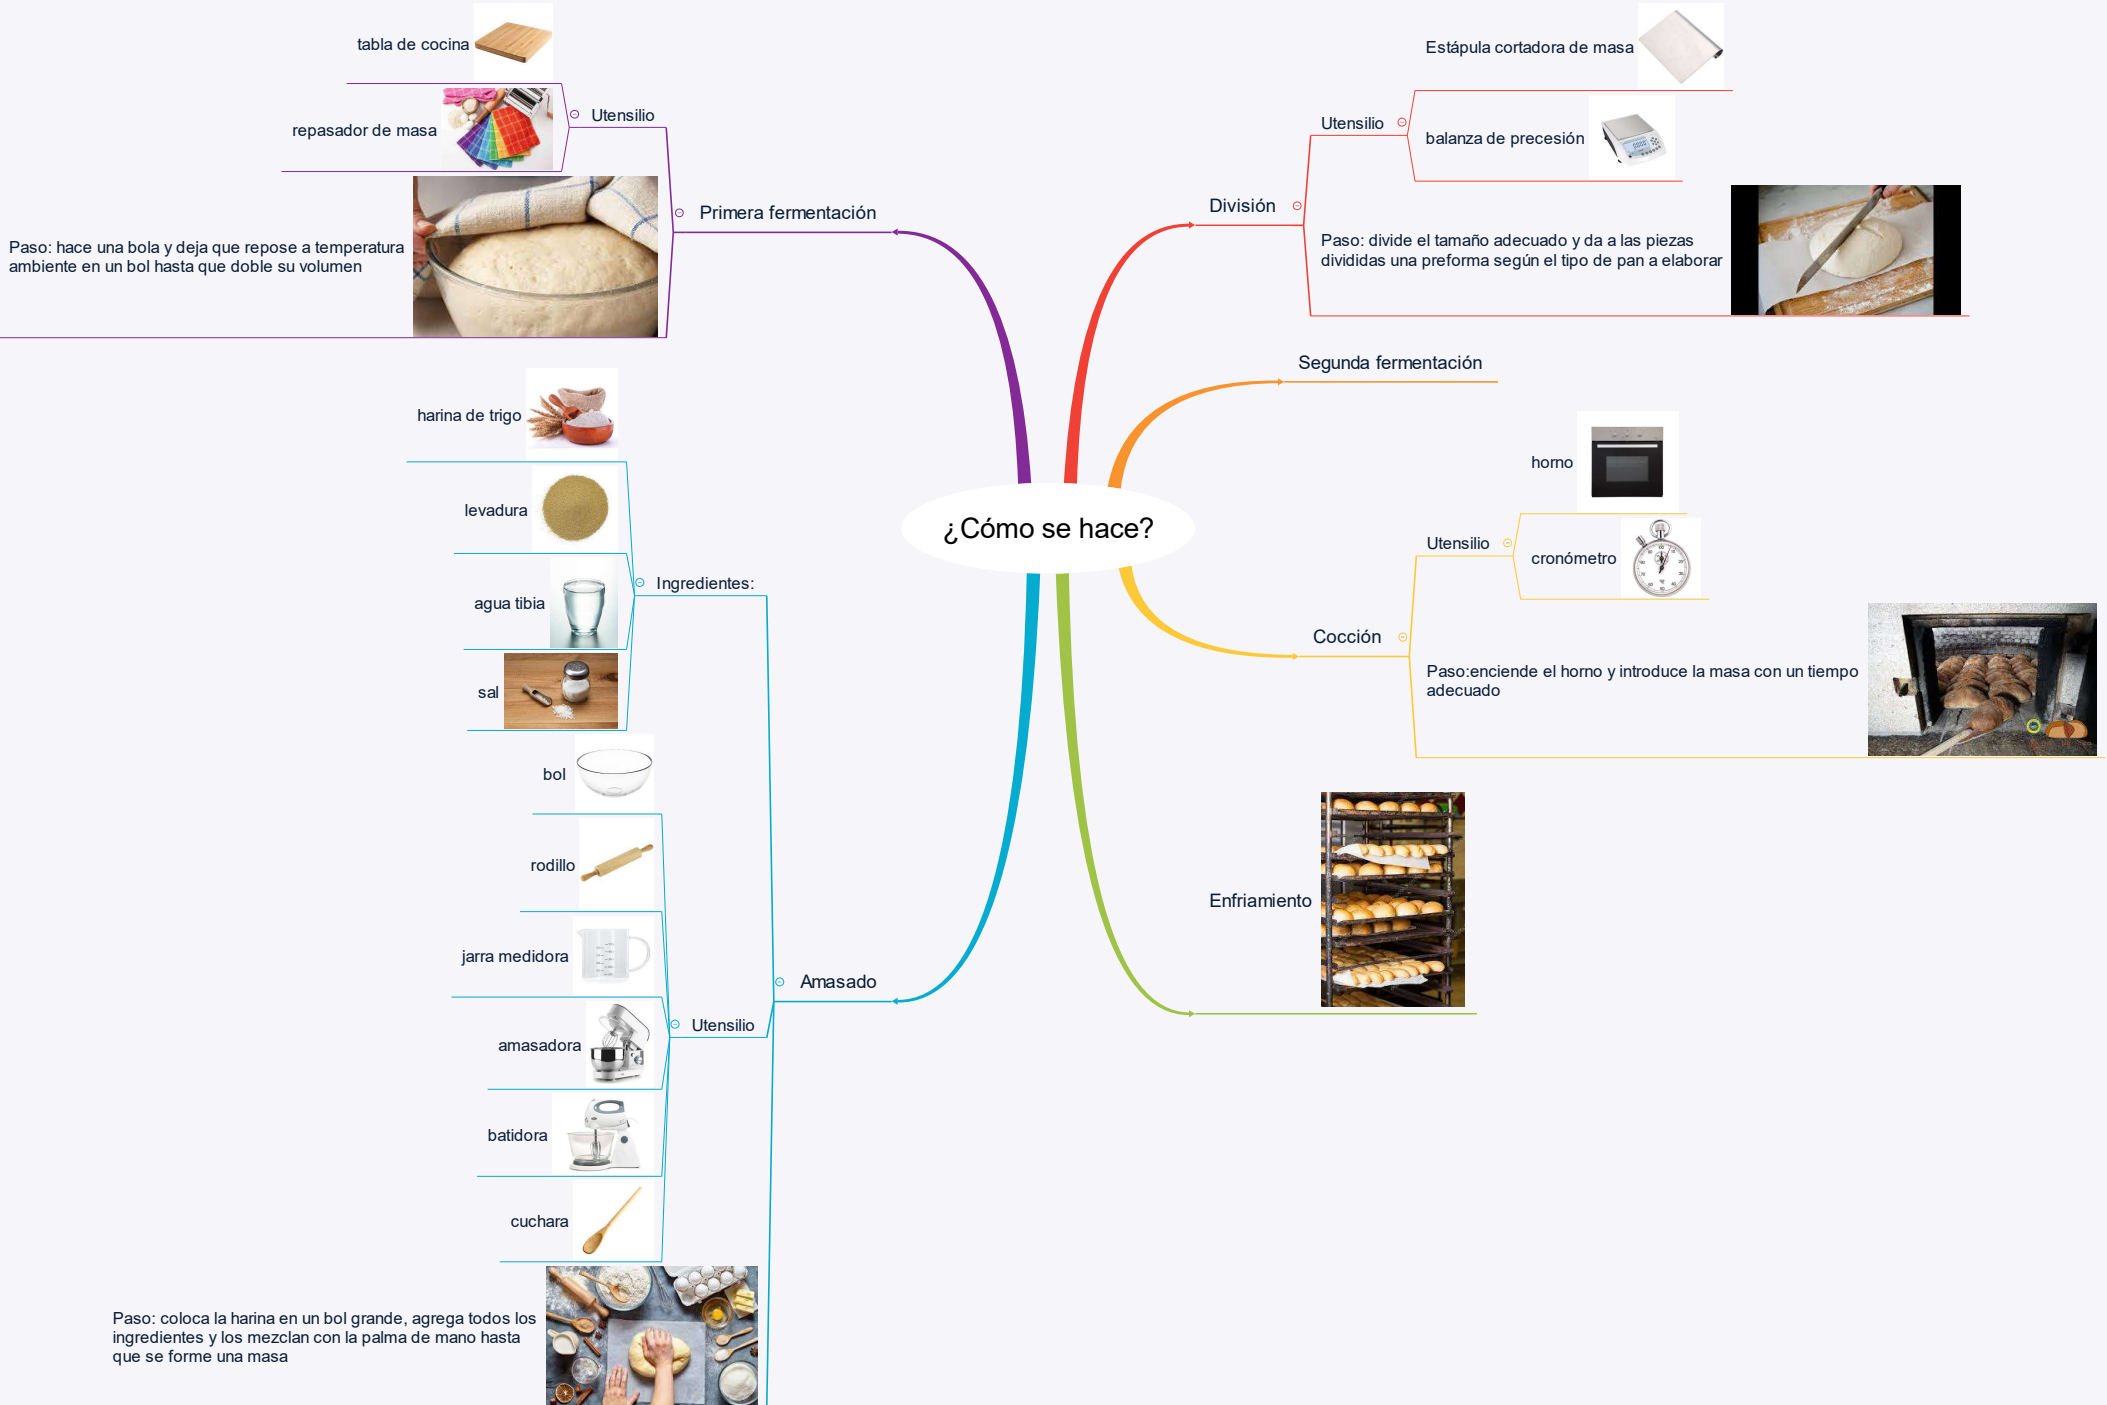 ¿Cómo se hace?
Amasado
Ingredientes:
harina de trigo
levadura
agua tibia
sal
Utensilio
bol
rodillo
jarra medidora
amasadora
batidora
cuchara
Paso: coloca la harina en un bol grande, agrega todos los
ingredientes y los mezclan con la palma de mano hasta
que se forme una masa
Primera fermentación
Utensilio
tabla de cocina
repasador de masa
Paso: hace una bola y deja que repose a temperatura
ambiente en un bol hasta que doble su volumen
División
Utensilio
Estápula cortadora de masa
balanza de precesión
Paso: divide el tamaño adecuado y da a las piezas
divididas una preforma según el tipo de pan a elaborar
Segunda fermentación
Cocción
Utensilio
horno
cronómetro
Paso:enciende el horno y introduce la masa con un tiempo
adecuado
Enfriamiento